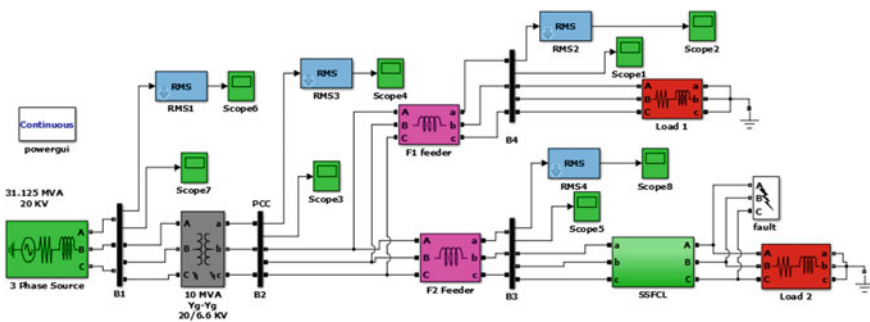 RMS
RMS2
Scope2
Scope1
RMS
RMS1
Scope6
RMS
RMS3
Scope4
Continuous
powergui
A
B
C
F1 feeder
B4
A
B
C
a
b
c
Load 1
Scope7
PCC
Scope3
RMS
RMS4
Scope8
Scope5
A
B
C
fault
31.125 MVA
20 KV
A
B
C
3 Phase Source
B1
A
B
C
a
b
c
10 MVA
Yg-Yg
20/6.6 KV
B2
A
B
C
a
b
c
F2 Feeder
B3
a
b
c
A
B
C
SSFCL
A
B
C
a
b
c
Load 2